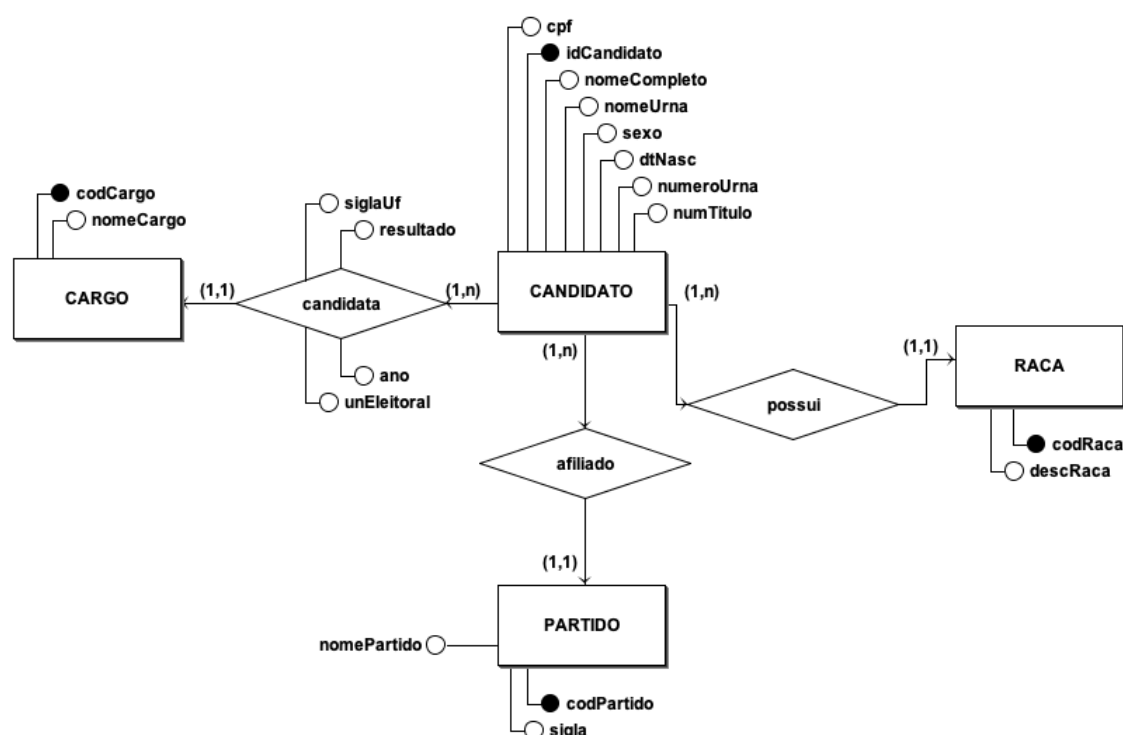 cpf
idCandidato
nomeCompleto
nomeUrna
sexo
dtNasc
numeroUrna
numTitulo
codCargo
nomeCargo
siglaUf
resultado
CARGO
(1,1)
candidata
(1,n)
CANDIDATO
(1,n)
(1,n)
ano
unEleitoral
(1,1)
RACA
possui
codRaca
descRaca
afiliado
(1,1)
PARTIDO
nomePartido
codPartido
sigla